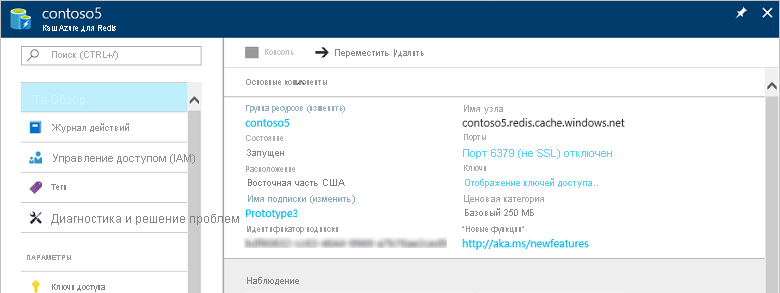 contoso5
Кэш Azure для Redis
Поиск (CTRL+/)
Консоль
Переместить Удалить
Та Обзор
Основные компоненты
Журнал действий
Управление доступом (IAM)
Теги
Диагностика и решение проблем
ПАРАМЕТРЫ
Ключи доступа
Группа ресурсов (изменить)
contoso5
Состояние
Запущен
Расположение
Восточная часть США
Имя подписки (изменить)
Prototype3
Идентификатор подписки
Имя узла
contoso5.redis.cache.windows.net
Порты
Порт 6379 (не SSL) отключен
Ключи
Отображение ключей доступа..
Ценовая категория
Базовый 250 МБ
"Новые функции"
http://aka.ms/newfeatures
Наблюдение